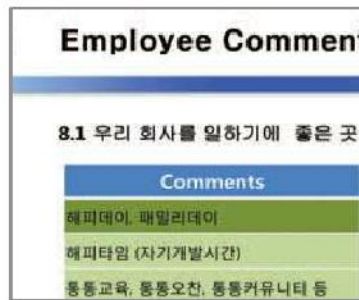 Employee Commen
8.1 우리 회사를 일하기에 좋은 곳
Comments
해피데이, 패밀리데이
해피타임 (자기개발시간)
통통교육, 통통오찬, 통통커뮤니티 등